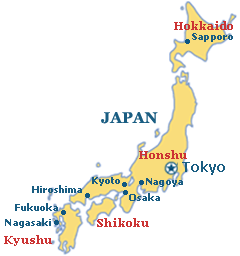 Hokkaido
Sapporo
JAPAN
Honshu
Tokyo
Kyoto
Nagoya
Hiroshima
Osaka
Fukuoka
Nagasaki
Shikoku
Kyushu